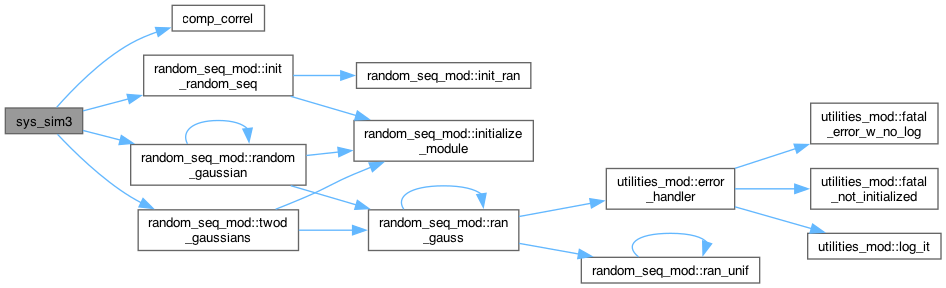 comp_correl
random_seq_mod::init
_random_seq
random_seq_mod::init_ran
sys_sim3
random_seq_mod::initialize
_module
random_seq_mod::random
_gaussian
random_seq_mod::twod
_gaussians
random_seq_mod::ran
_gauss
utilities_mod::error
_handler
random_seq_mod::ran_unif
utilities_mod::fatal
_error_w_no_log
utilities_mod::fatal
_not_initialized
utilities_mod::log_it